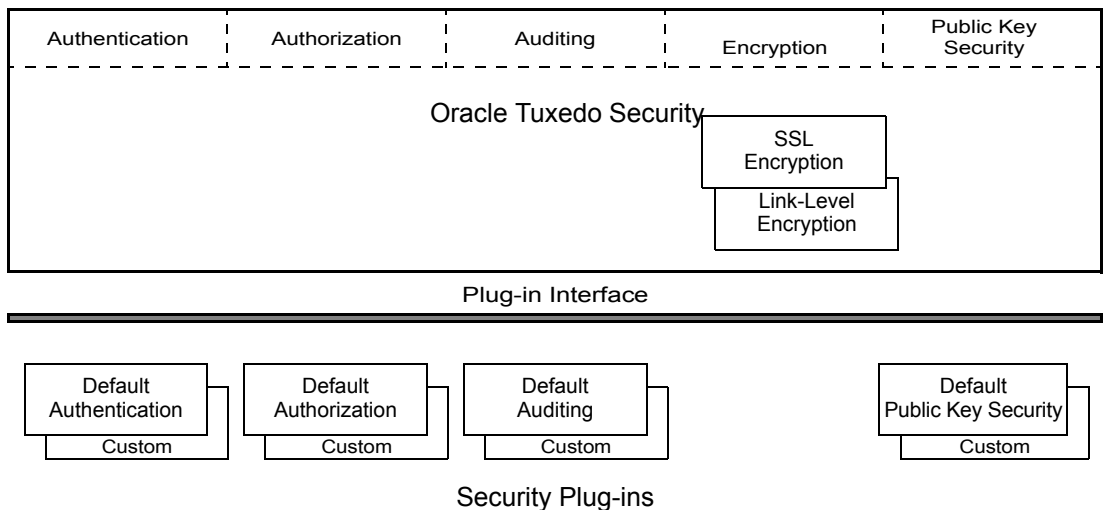 Authentication
Authorization
Auditing
Encryption
Public Key
Security
Oracle Tuxedo Security
SSL
Encryption
Link-Level
Encryption
Plug-in Interface
Default
Authentication
Custom
Default
Authorization
Custom
Default
Auditing
Custom
Default
Public Key Security
Custom
Security Plug-ins